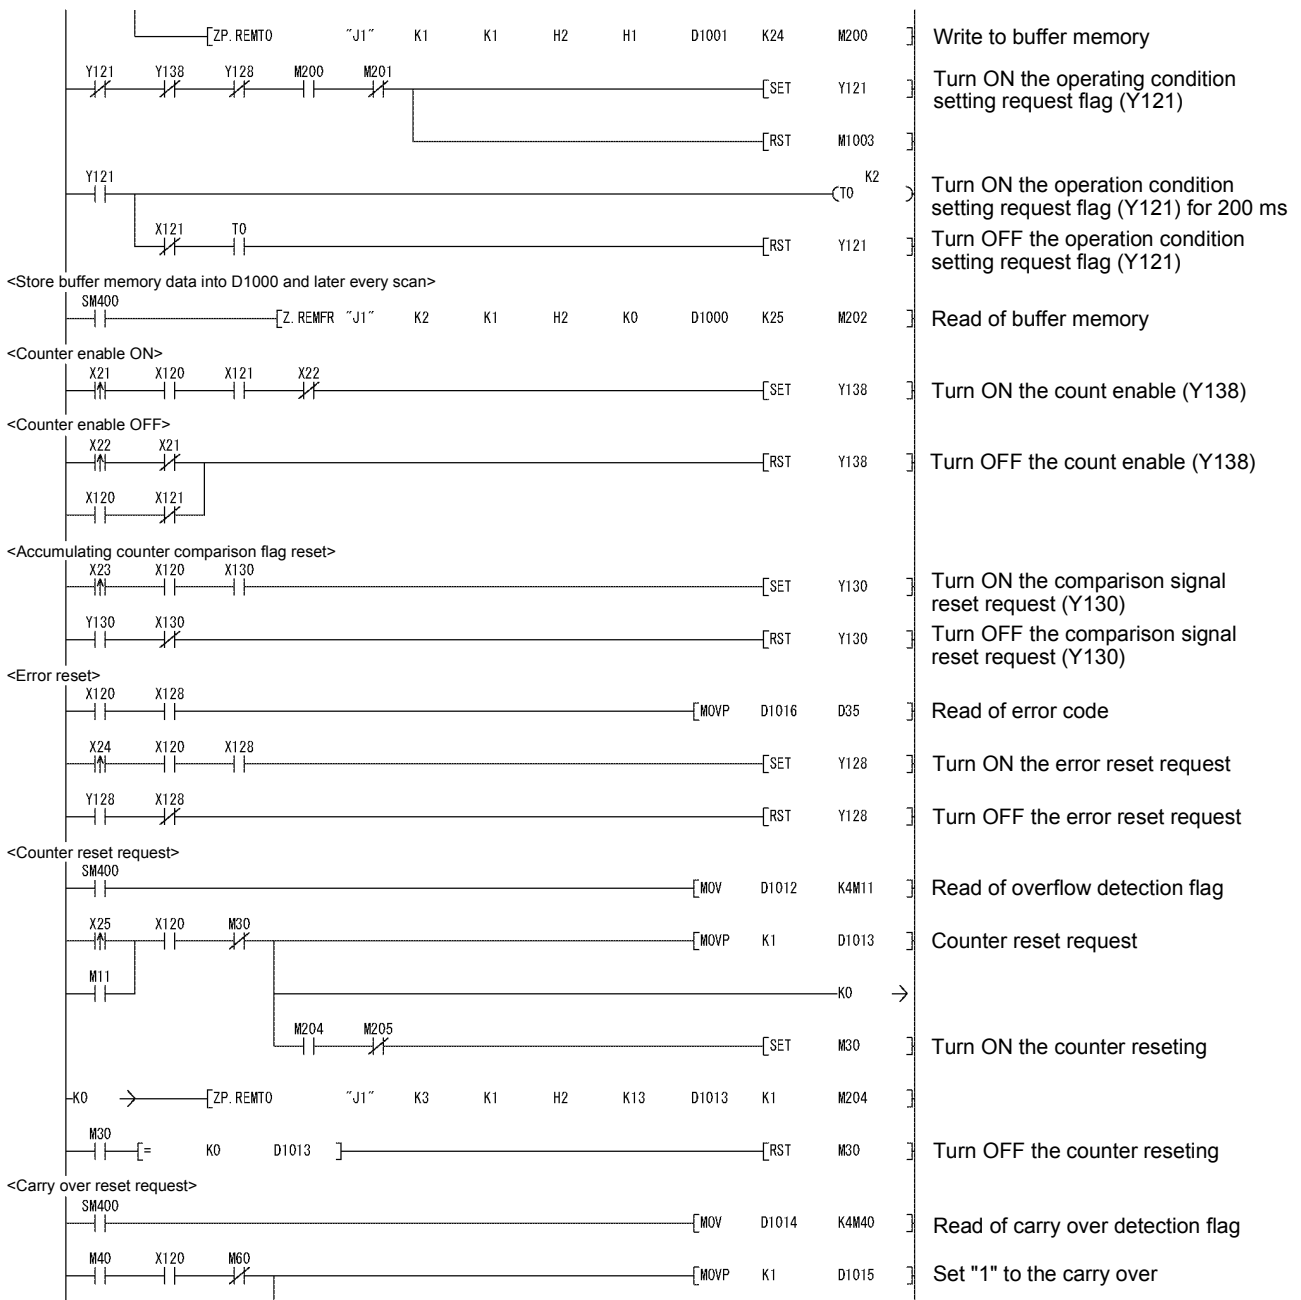 [ZP.REMTO "J1" K1 K1 H2 H1 D1001 K24 M200 ] Write to buffer memory
Y121 Y138 Y128 M200 M201
[SET Y121 ] Turn ON the operating condition
setting request flag (Y121)
[RST M1003 ]
Y121 K2
(T0 ) Turn ON the operation condition
setting request flag (Y121) for 200 ms
X121 T0
[RST Y121 ] Turn OFF the operation condition
setting request flag (Y121)
<Store buffer memory data into D1000 and later every scan>
SM400
[Z.REMFR "J1" K2 K1 H2 K0 D1000 K25 M202 ] Read of buffer memory
<Counter enable ON>
X21 X120 X121 X22
[SET Y138 ] Turn ON the count enable (Y138)
<Counter enable OFF>
X22 X21
[RST Y138 ] Turn OFF the count enable (Y138)
X120 X121
<Accumulating counter comparison flag reset>
X23 X120 X130
[SET Y130 ] Turn ON the comparison signal
reset request (Y130)
Y130 X130
[RST Y130 ] Turn OFF the comparison signal
reset request (Y130)
<Error reset>
X120 X128
[MOVP D1016 D35 ] Read of error code
X24 X120 X128
[SET Y128 ] Turn ON the error reset request
Y128 X128
[RST Y128 ] Turn OFF the error reset request
<Counter reset request>
SM400
[MOV D1012 K4M11 ] Read of overflow detection flag
X25 X120 M30
[MOVP K1 D1013 ] Counter reset request
M11
K0
M204 M205
[SET M30 ] Turn ON the counter reseting
K0 [ZP.REMTO "J1" K3 K1 H2 K13 D1013 K1 M204 ]
M30
[= K0 D1013 ] [RST M30 ] Turn OFF the counter reseting
<Carry over reset request>
SM400
[MOV D1014 K4M40 ] Read of carry over detection flag
M40 X120 M60
[MOVP K1 D1015 ] Set "1" to the carry over